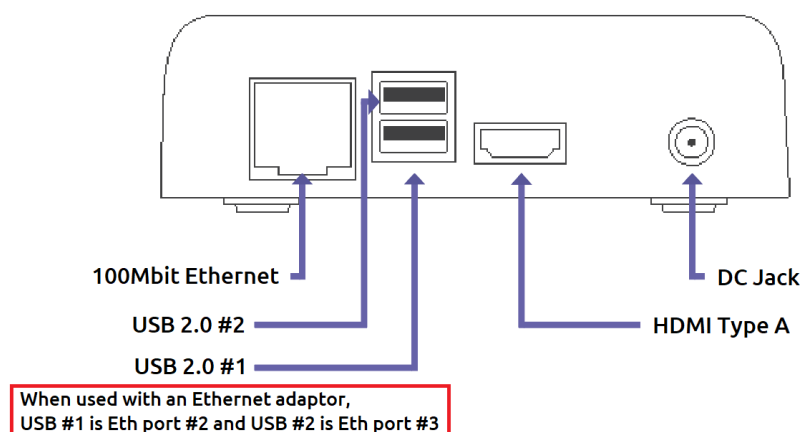 100Mbit Ethernet
DC Jack
USB 2.0 #2
HDMI Type A
USB 2.0 #1
When used with an Ethernet adaptor,
USB #1 is Eth port #2 and USB #2 is Eth port #3